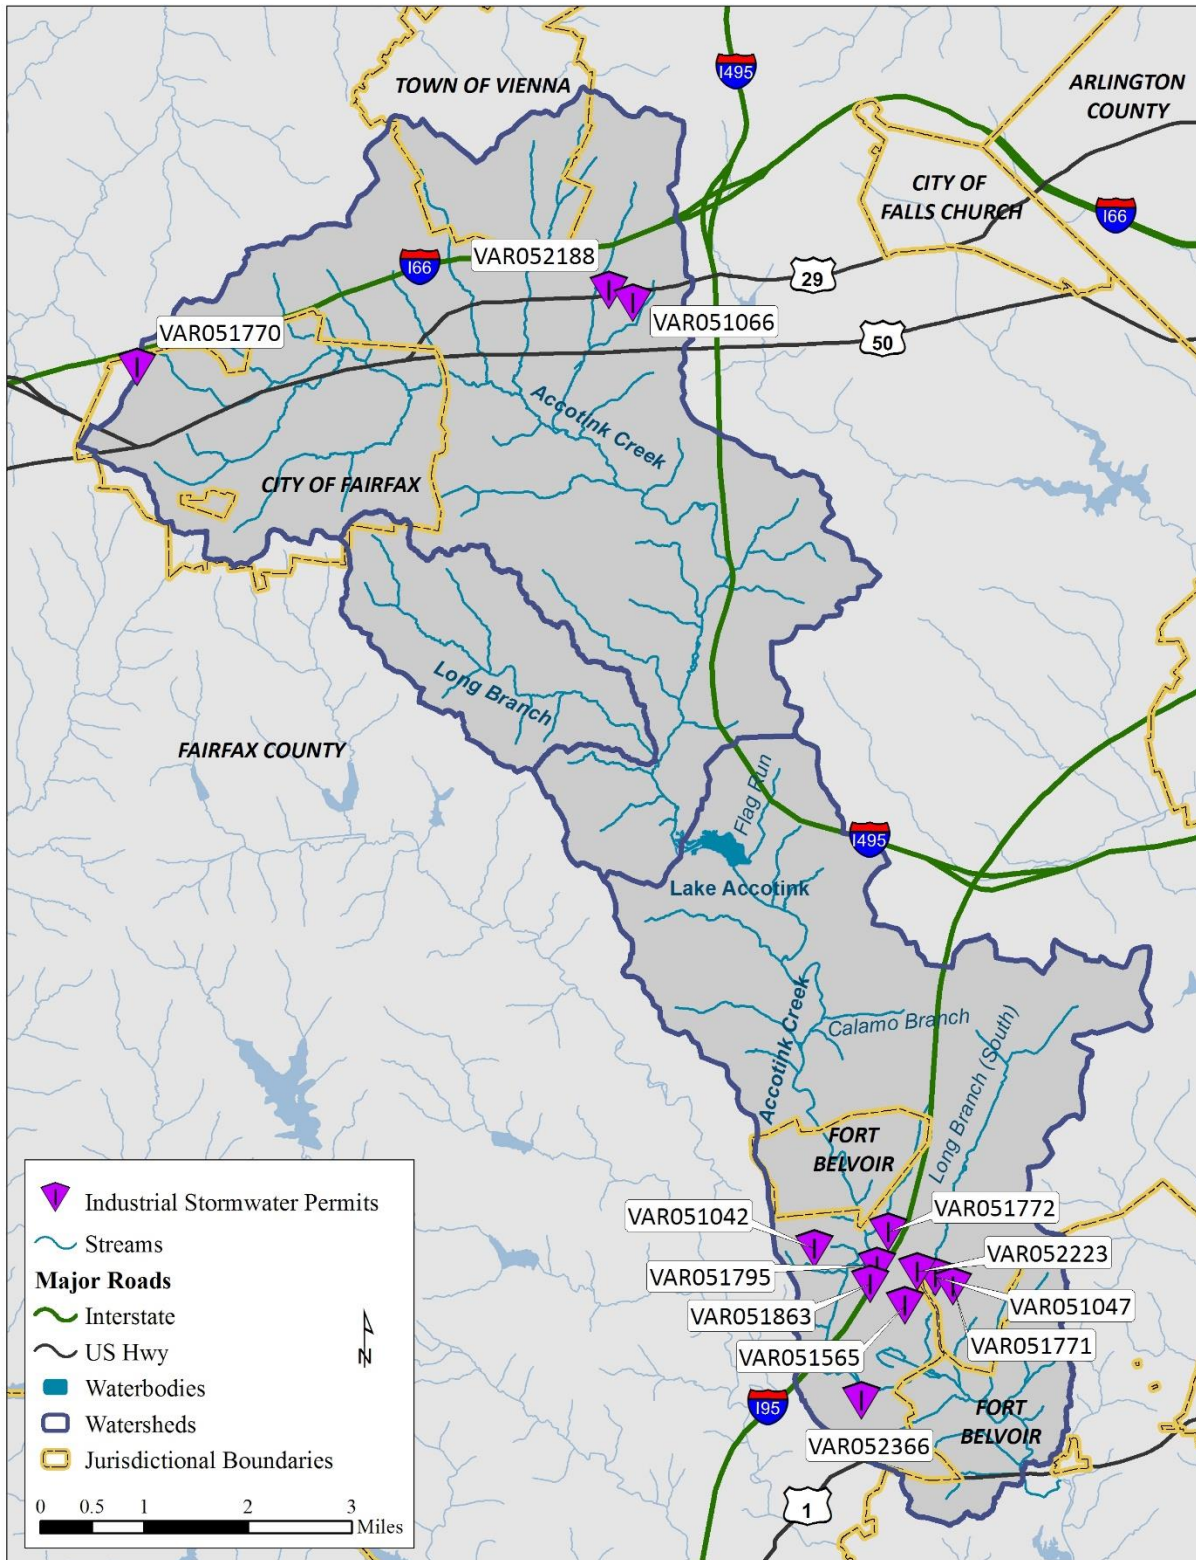 I495
TOWN OF VIENNA
ARLINGTON
COUNTY
CITY OF
FALLS CHURCH
I66
VAR052188
I66
29
VAR051066
VAR051770
50
Accotink Creek
CITY OF FAIRFAX
Long Branch
FAIRFAX COUNTY
Flag Run
I495
Lake Accotink
Accotink Creek
Calamo Branch
Long Branch (South)
FORT
BELVOIR
VAR051042
VAR051772
VAR052223
VAR051795
VAR051047
VAR051863
VAR051771
VAR051565
I95
FORT
BELVOIR
VAR052366
1
Industrial Stormwater Permits
Streams
Major Roads
Interstate
US Hwy
Waterbodies
Watersheds
Jurisdictional Boundaries
N
0 0.5 1 2 3
Miles